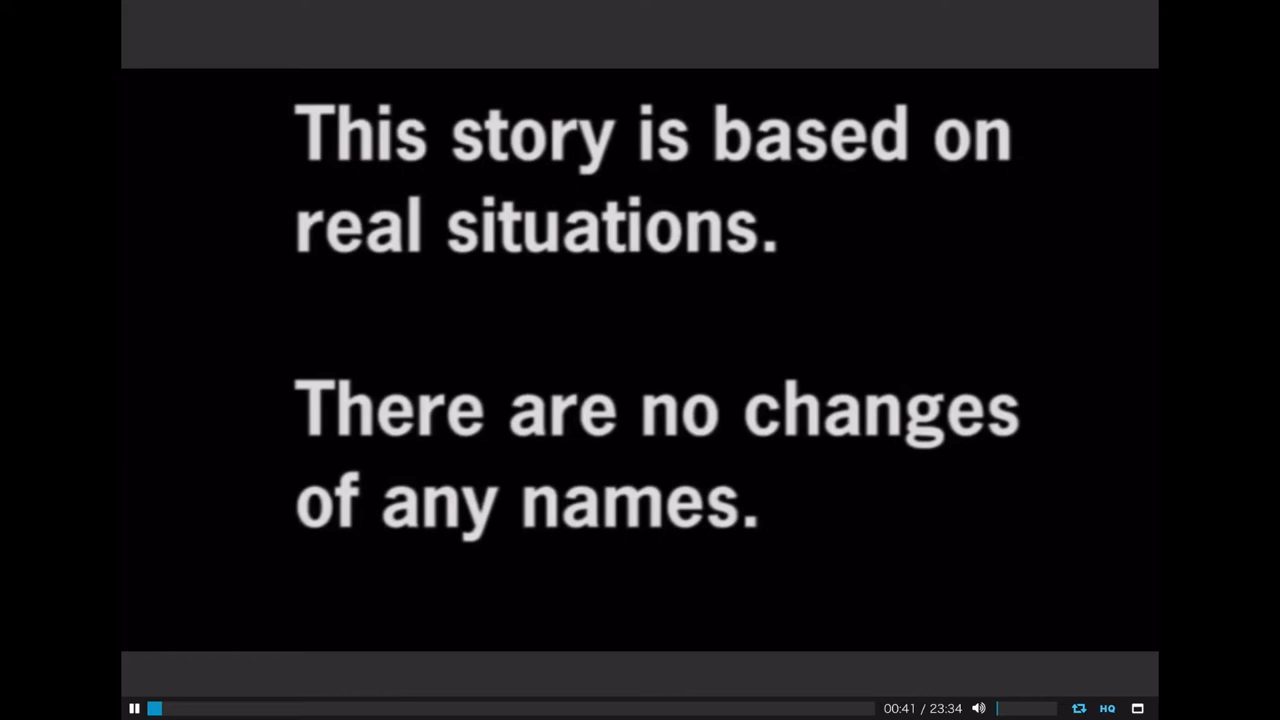 This story is based on
real situations.
There are no changes
of any names.
00:41 / 23:34
HQ